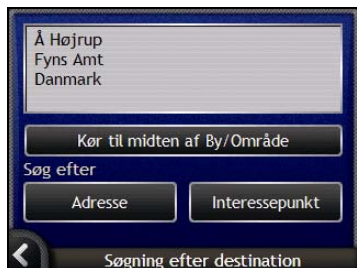 Å Højrup
Fyns Amt
Danmark
Kør til midten af By/Område
Søg efter
Adresse
Interessepunkt
Søgning efter destination